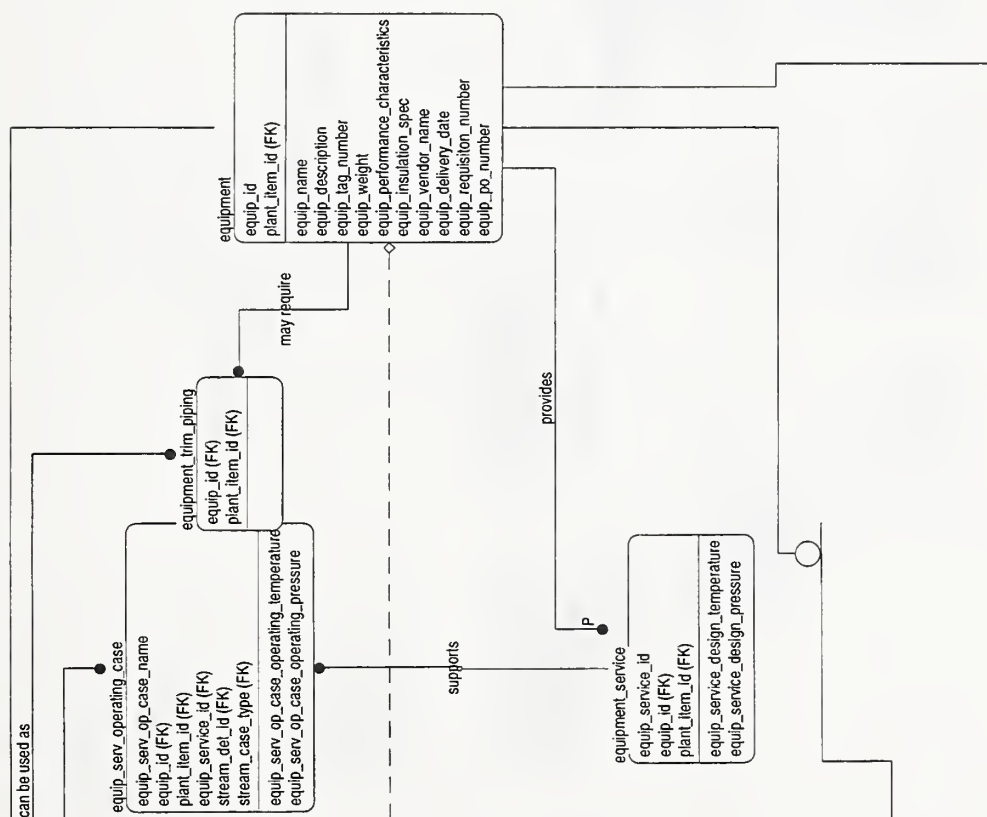 can be used as
equip_serv_operating_case
equip_serv_op_case_name
equip_id (FK)
plant_item_id (FK)
equip_service_id (FK)
stream_det_id (FK)
stream_case_type (FK)
equip_serv_op_case_operating_temperature
equip_serv_op_case_operating_pressure
equipment_trim_piping
equip_id (FK)
plant_item_id (FK)
may require
equipment
equip_id
plant_item_id (FK)
equip_name
equip_description
equip_tag_number
equip_weight
equip_performance_characteristics
equip_insulation_spec
equip_vendor_name
equip_delivery_date
equip_requisiton_number
equip_po_number
supports
provides
P
equipment_service
equip_service_id
equip_id (FK)
plant_item_id (FK)
equip_service_design_temperature
equip_service_design_pressure